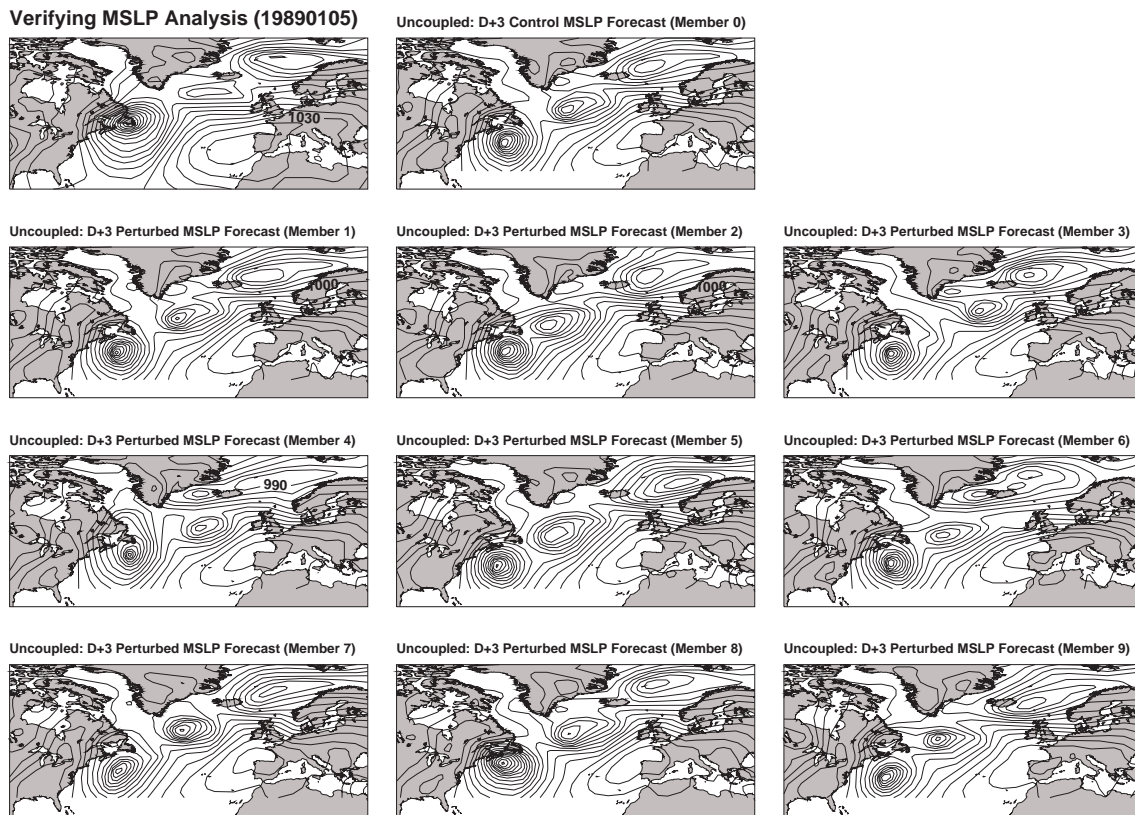 Verifying MSLP Analysis (19890105)
Uncoupled: D+3 Control MSLP Forecast (Member 0)
1030
Uncoupled: D+3 Perturbed MSLP Forecast (Member 1)
Uncoupled: D+3 Perturbed MSLP Forecast (Member 2)
Uncoupled: D+3 Perturbed MSLP Forecast (Member 3)
1000
1000
Uncoupled: D+3 Perturbed MSLP Forecast (Member 4)
Uncoupled: D+3 Perturbed MSLP Forecast (Member 5)
Uncoupled: D+3 Perturbed MSLP Forecast (Member 6)
990
Uncoupled: D+3 Perturbed MSLP Forecast (Member 7)
Uncoupled: D+3 Perturbed MSLP Forecast (Member 8)
Uncoupled: D+3 Perturbed MSLP Forecast (Member 9)